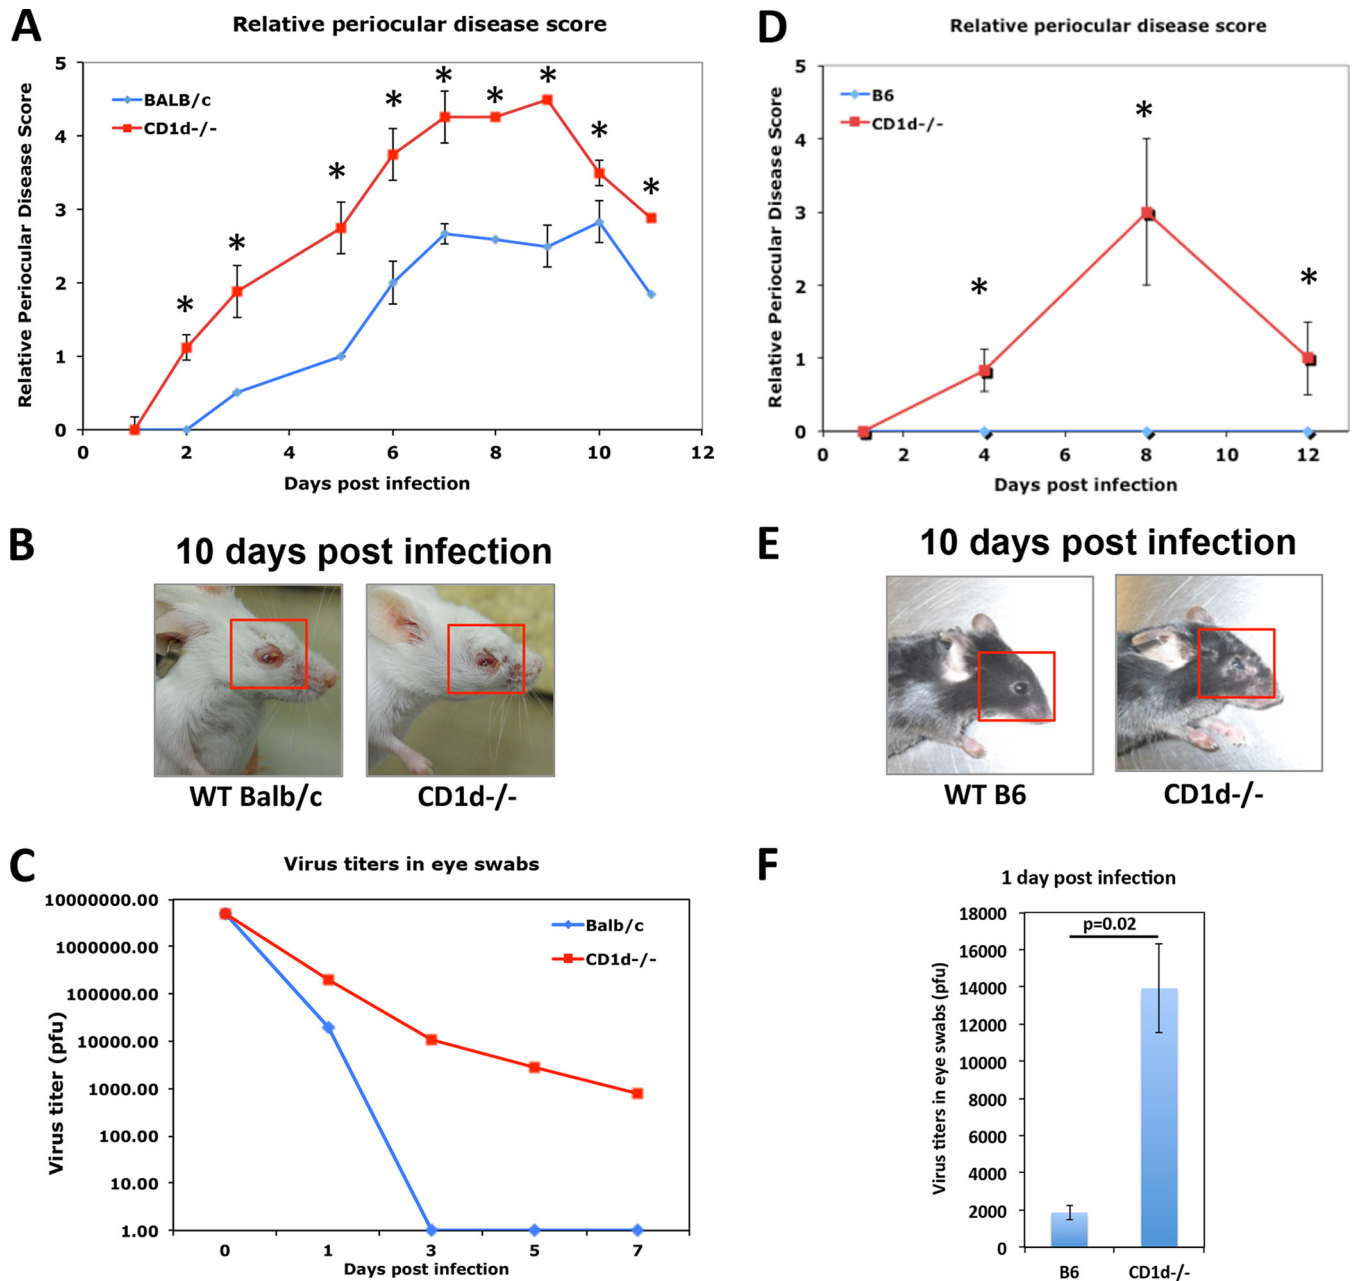 A
Relative periocular disease score
Relative Periocular Disease Score
5
4
3
2
1
0
BALB/c
CD1d-/-
* * * * * * * * *
0 2 4 6 8 10 12
Days post infection
B
10 days post infection
WT Balb/c CD1d-/-
C
Virus titers in eye swabs
Virus titer (pfu)
10000000.00
1000000.00
100000.00
10000.00
1000.00
100.00
10.00
1.00
Balb/c
CD1d-/-
0 1 3 5 7
Days post infection
D
Relative periocular disease score
Relative Periocular Disease Score
5
4
3
2
1
0
B6
CD1d-/-
* * *
0 2 4 6 8 10 12
Days post infection
E
10 days post infection
WT B6 CD1d-/-
F
1 day post infection
Virus titers in eye swabs (pfu)
18000
16000
14000
12000
10000
8000
6000
4000
2000
0
p=0.02
B6 CD1d-/-